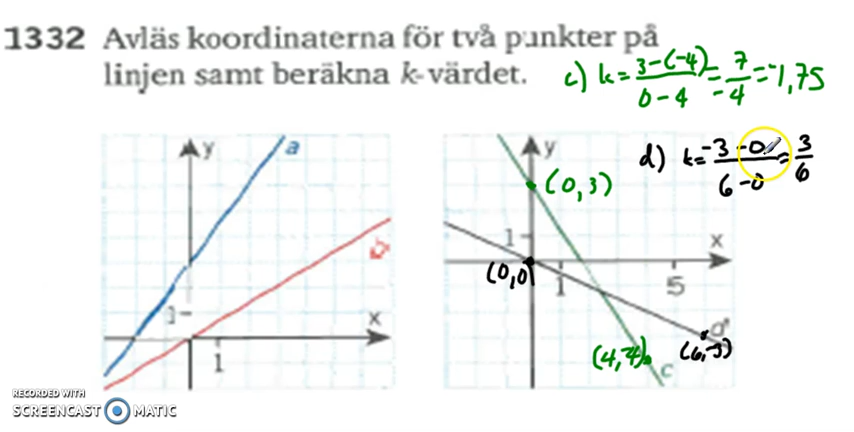 1332 Avläs koordinaterna för två punkter på
linjen samt beräkna k-värdet.
c) k = 3-(-4) / 0-4 = 7 / -4 = -1,75
d) k = -3-0 / 6-0 = 3 / 6
y
a
b
x
1
1
y
(0,3)
1
x
(0,0)
1
5
d
(4,-4)
(6,-3)
c
RECORDED WITH
SCREENCAST MATIC